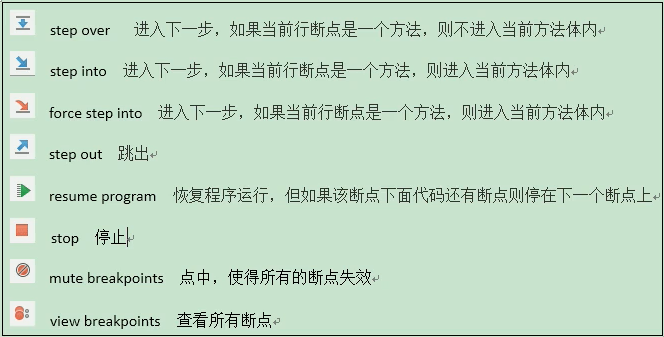 step over 进入下一步，如果当前行断点是一个方法，则不进入当前方法体内
step into 进入下一步，如果当前行断点是一个方法，则进入当前方法体内
force step into 进入下一步，如果当前行断点是一个方法，则进入当前方法体内
step out 跳出
resume program 恢复程序运行，但如果该断点下面代码还有断点则停在下一个断点上
stop 停止
mute breakpoints 点中，使得所有的断点失效
view breakpoints 查看所有断点